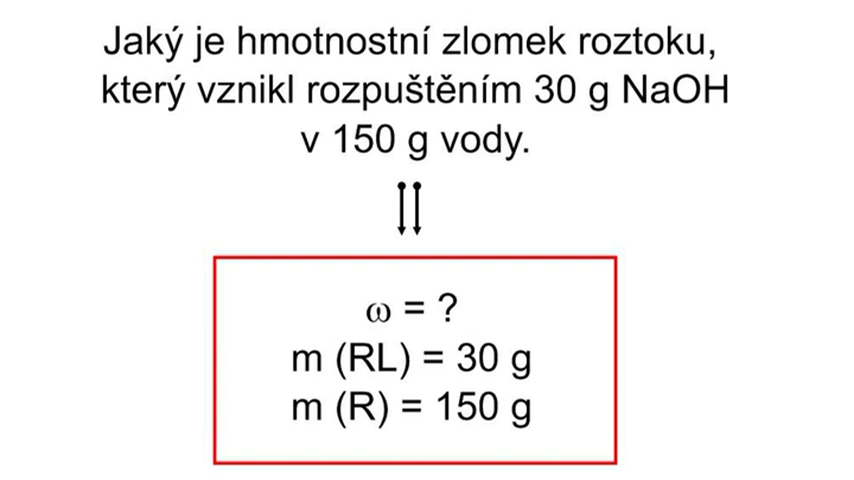 Jaký je hmotnostní zlomek roztoku,
který vznikl rozpuštěním 30 g NaOH
v 150 g vody.
ω = ?
m (RL) = 30 g
m (R) = 150 g